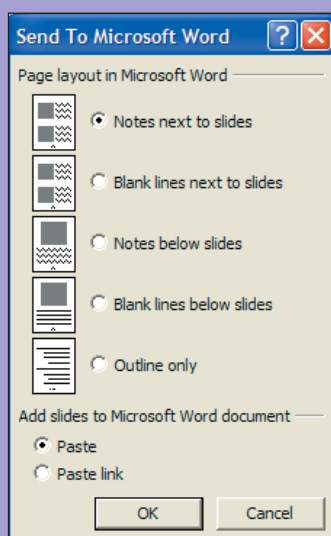 Send To Microsoft Word
Page layout in Microsoft Word
Notes next to slides
Blank lines next to slides
Notes below slides
Blank lines below slides
Outline only
Add slides to Microsoft Word document
Paste
Paste link
OK Cancel